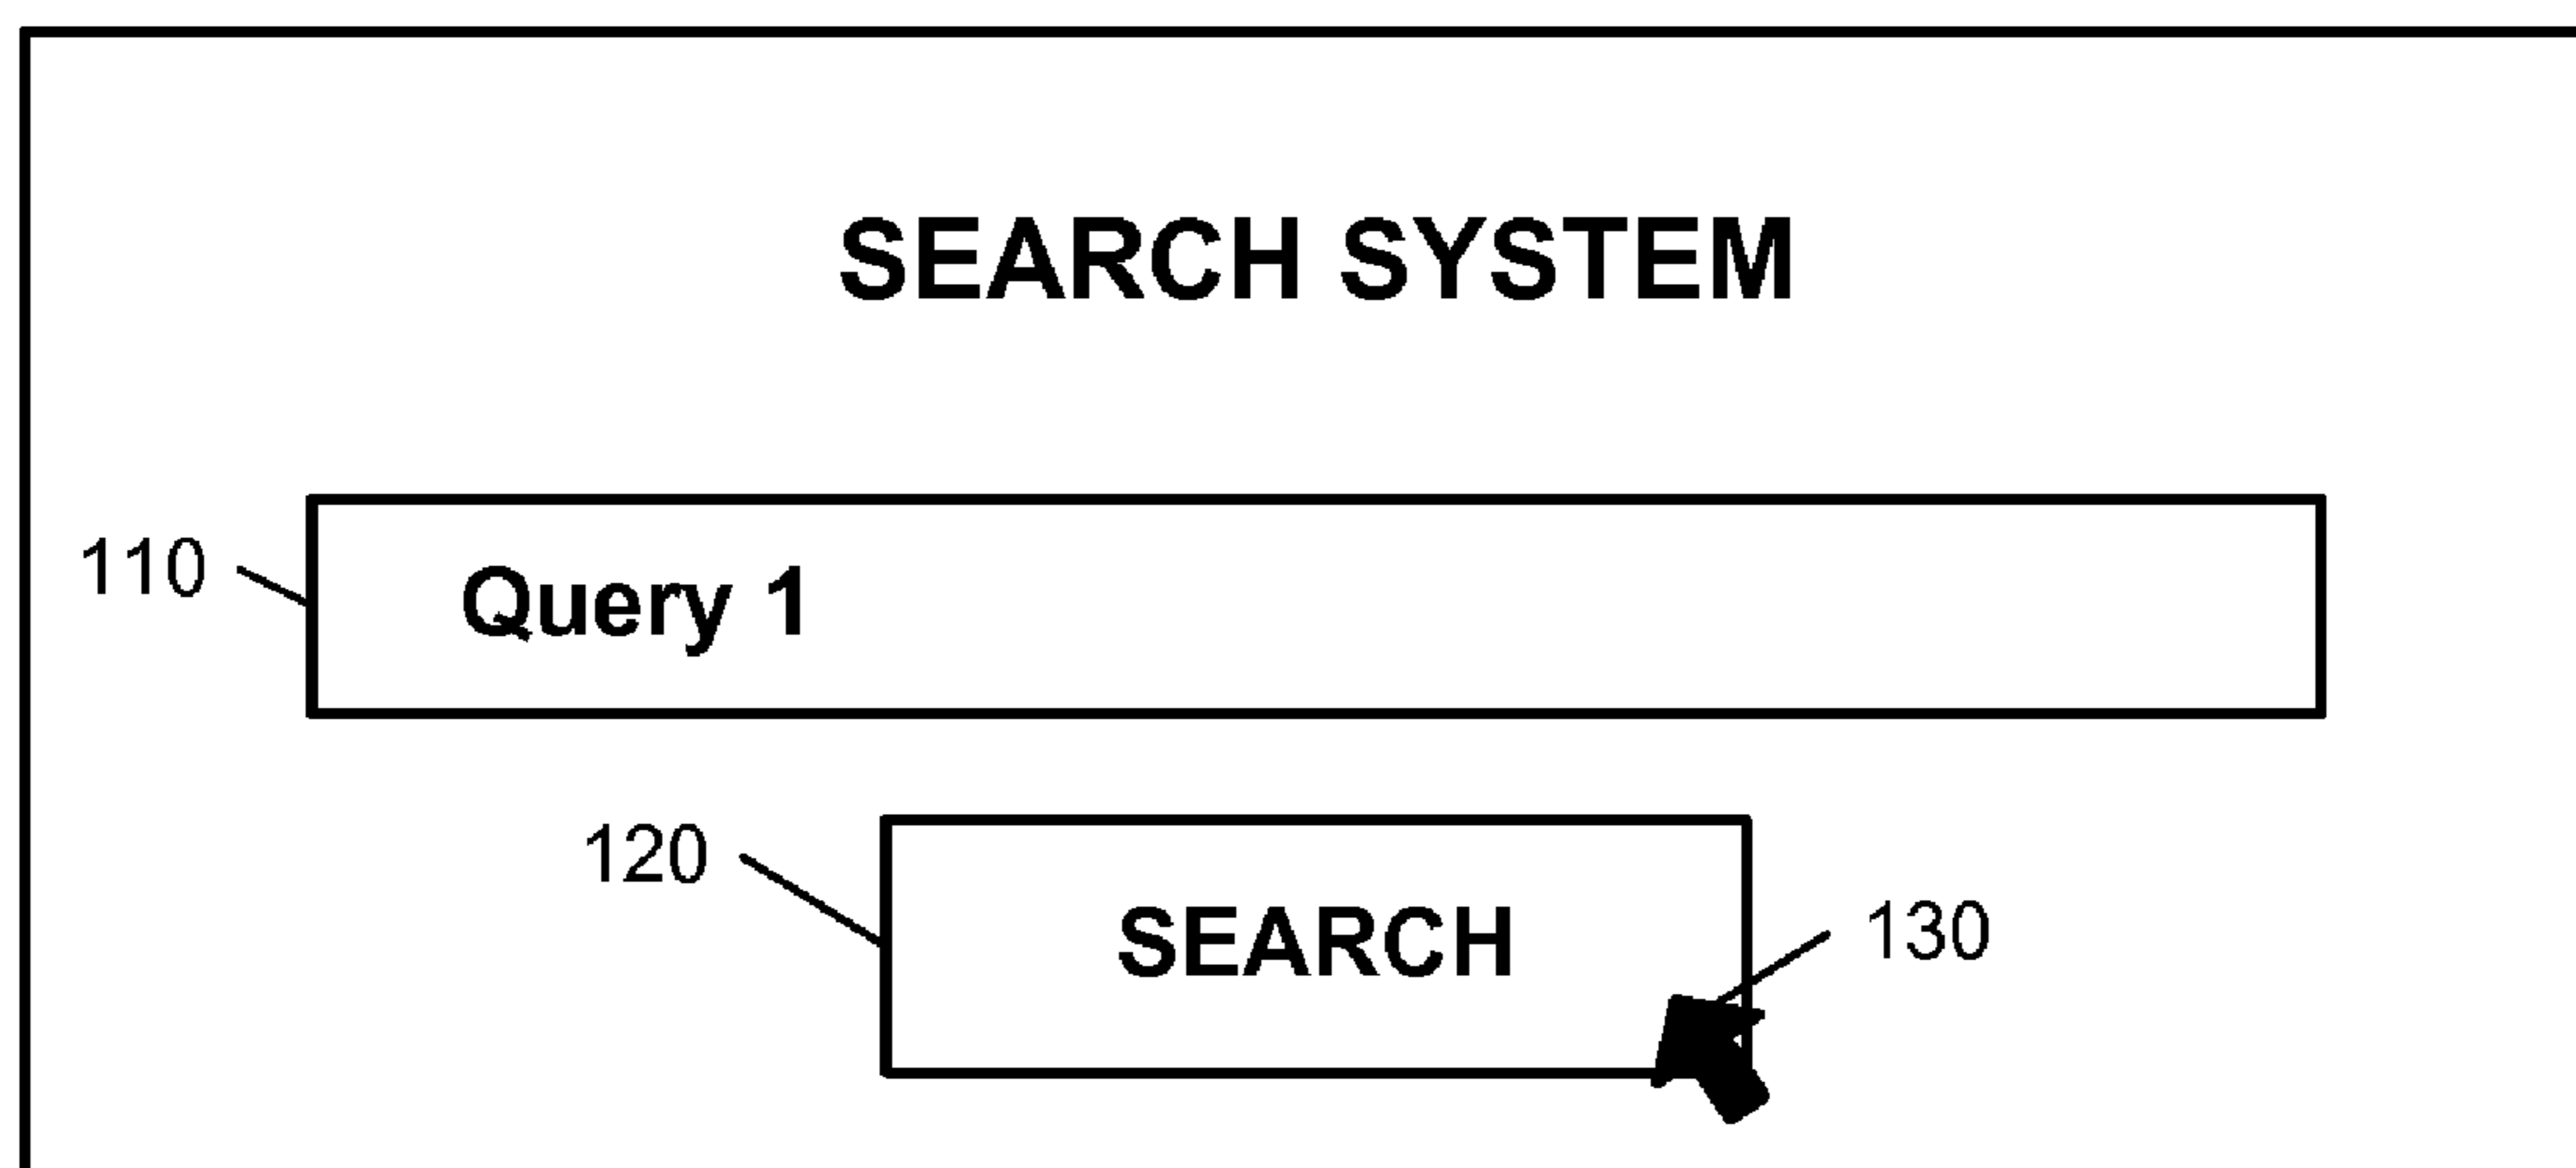 SEARCH SYSTEM
110
Query 1
120
SEARCH
130